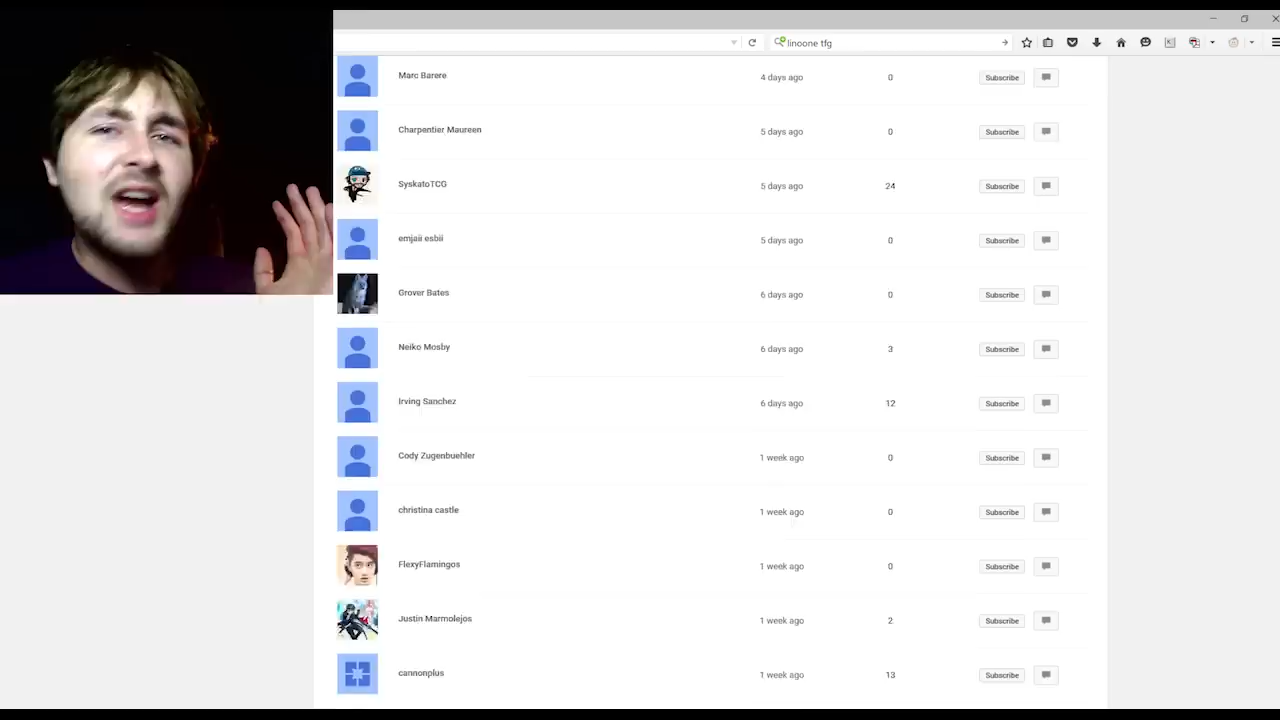 linoone tfg
Marc Barere 4 days ago 0 Subscribe
Charpentier Maureen 5 days ago 0 Subscribe
SyskatoTCG 5 days ago 24 Subscribe
emjaii esbii 5 days ago 0 Subscribe
Grover Bates 6 days ago 0 Subscribe
Neiko Mosby 6 days ago 3 Subscribe
Irving Sanchez 6 days ago 12 Subscribe
Cody Zugenbuehler 1 week ago 0 Subscribe
christina castle 1 week ago 0 Subscribe
FlexyFlamingos 1 week ago 0 Subscribe
Justin Marmolejos 1 week ago 2 Subscribe
cannonplus 1 week ago 13 Subscribe